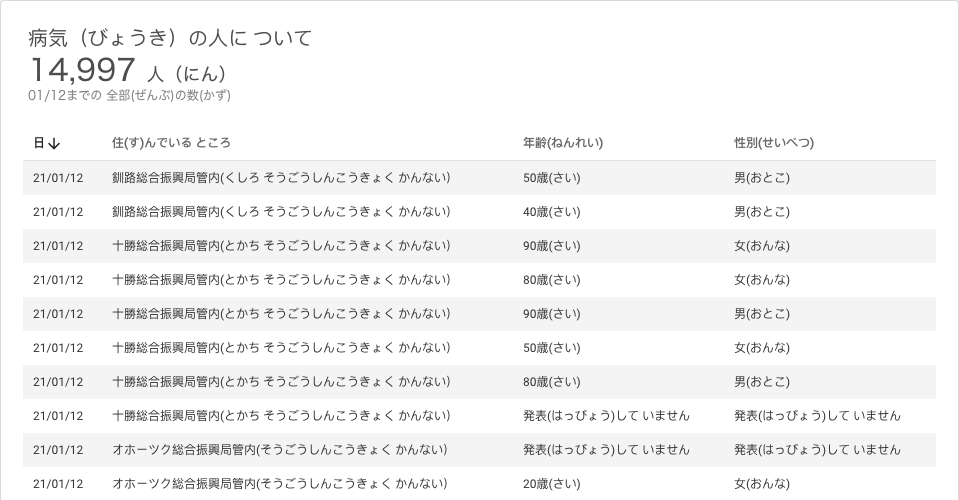 病気（びょうき）の人に ついて
14,997 人（にん）
01/12までの 全部(ぜんぶ)の数(かず)
日↓ 住(す)んでいる ところ 年齢(ねんれい) 性別(せいべつ)
21/01/12 釧路総合振興局管内(くしろ そうごうしんこうきょく かんない) 50歳(さい) 男(おとこ)
21/01/12 釧路総合振興局管内(くしろ そうごうしんこうきょく かんない) 40歳(さい) 男(おとこ)
21/01/12 十勝総合振興局管内(とかち そうごうしんこうきょく かんない) 90歳(さい) 女(おんな)
21/01/12 十勝総合振興局管内(とかち そうごうしんこうきょく かんない) 80歳(さい) 女(おんな)
21/01/12 十勝総合振興局管内(とかち そうごうしんこうきょく かんない) 90歳(さい) 男(おとこ)
21/01/12 十勝総合振興局管内(とかち そうごうしんこうきょく かんない) 50歳(さい) 女(おんな)
21/01/12 十勝総合振興局管内(とかち そうごうしんこうきょく かんない) 80歳(さい) 男(おとこ)
21/01/12 十勝総合振興局管内(とかち そうごうしんこうきょく かんない) 発表(はっぴょう)して いません 発表(はっぴょう)して いません
21/01/12 オホーツク総合振興局管内(そうごうしんこうきょく かんない) 発表(はっぴょう)して いません 発表(はっぴょう)して いません
21/01/12 オホーツク総合振興局管内(そうごうしんこうきょく かんない) 20歳(さい) 女(おんな)